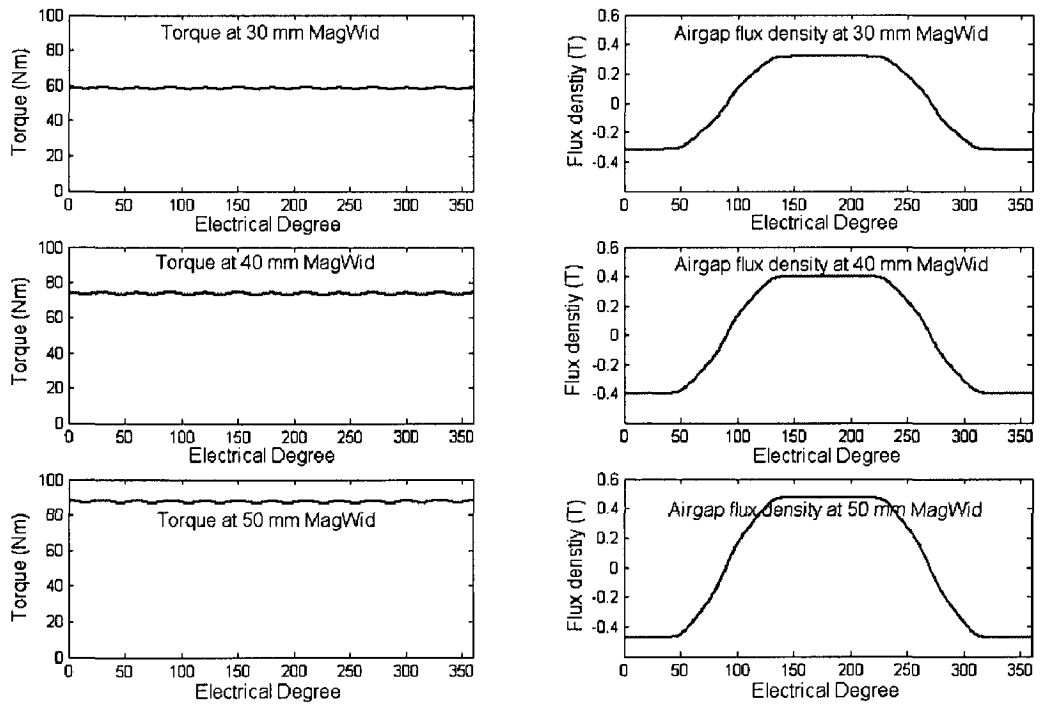 100
80
60
40
20
0
Torque (Nm)
Torque at 30 mm MagWid
0 50 100 150 200 250 300 350
Electrical Degree
0.6
0.4
0.2
0
-0.2
-0.4
Flux denstiy (T)
Airgap flux density at 30 mm MagWid
0 50 100 150 200 250 300 350
Electrical Degree
100
80
60
40
20
0
Torque (Nm)
Torque at 40 mm MagWid
0 50 100 150 200 250 300 350
Electrical Degree
0.6
0.4
0.2
0
-0.2
-0.4
Flux denstiy (T)
Airgap flux density at 40 mm MagWid
0 50 100 150 200 250 300 350
Electrical Degree
100
80
60
40
20
0
Torque (Nm)
Torque at 50 mm MagWid
0 50 100 150 200 250 300 350
Electrical Degree
0.6
0.4
0.2
0
-0.2
-0.4
Flux denstiy (T)
Airgap flux density at 50 mm MagWid
0 50 100 150 200 250 300 350
Electrical Degree